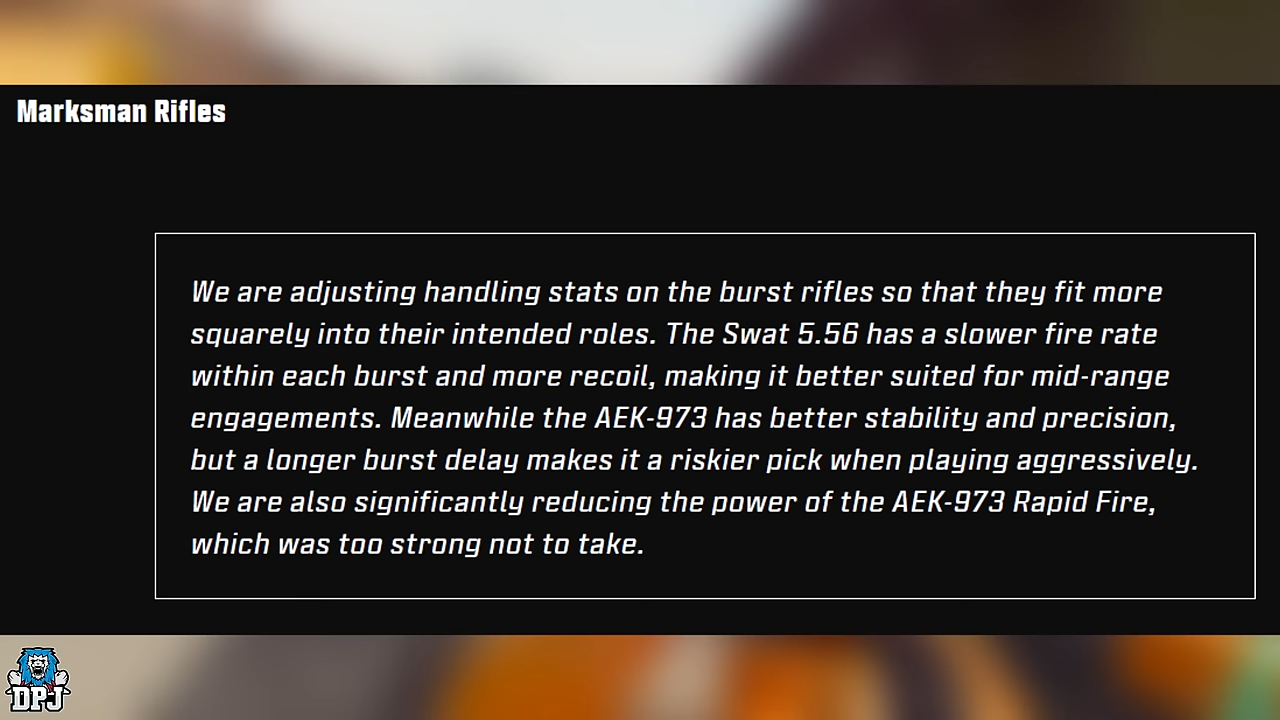 Marksman Rifles
We are adjusting handling stats on the burst rifles so that they fit more
squarely into their intended roles. The Swat 5.56 has a slower fire rate
within each burst and more recoil, making it better suited for mid-range
engagements. Meanwhile the AEK-973 has better stability and precision,
but a longer burst delay makes it a riskier pick when playing aggressively.
We are also significantly reducing the power of the AEK-973 Rapid Fire,
which was too strong not to take.
DPJ